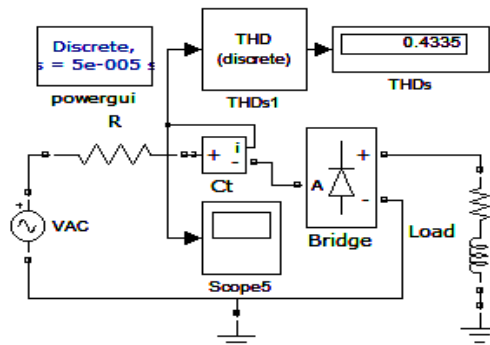 Discrete,
s = 5e-005 s
powergui
THD
(discrete)
THDs1
0.4335
THDs
R
+
i
-
Ct
+
A
-
Bridge
Load
+
VAC
Scope5